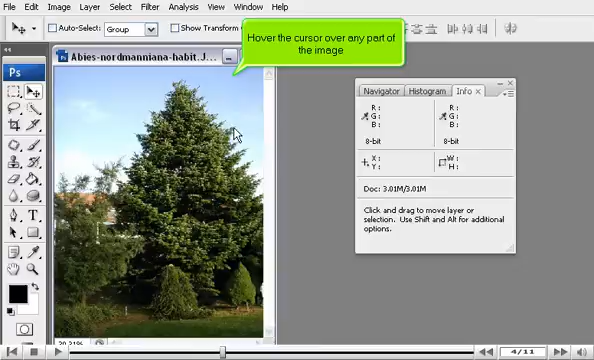 File Edit Image Layer Select Filter Analysis View Window Help
Auto-Select: Group Show Transform
Hover the cursor over any part of
the image
Abies-nordmanniana-habit.J...
Ps
Navigator Histogram Info
R: R:
G: G:
B: B:
8-bit 8-bit
X: W:
Y: H:
Doc: 3.01M/3.01M
Click and drag to move layer or
selection. Use Shift and Alt for additional
options.
T
4/11